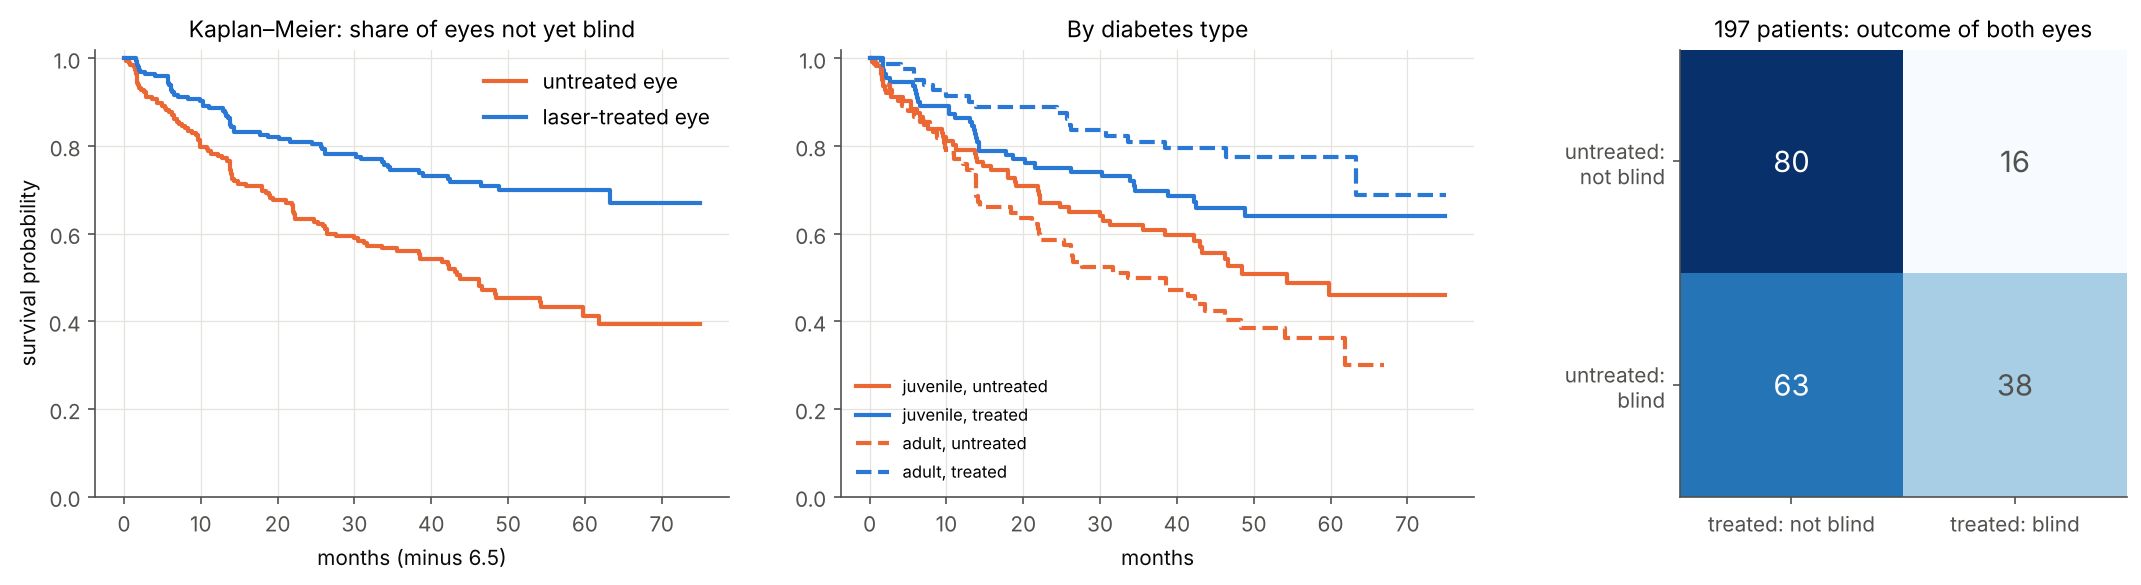 Kaplan–Meier: share of eyes not yet blind
survival probability
1.0
0.8
0.6
0.4
0.2
0.0
untreated eye
laser-treated eye
0 10 20 30 40 50 60 70
months (minus 6.5)
By diabetes type
1.0
0.8
0.6
0.4
0.2
0.0
juvenile, untreated
juvenile, treated
adult, untreated
adult, treated
0 10 20 30 40 50 60 70
months
197 patients: outcome of both eyes
untreated:
not blind
80 16
untreated:
blind
63 38
treated: not blind treated: blind